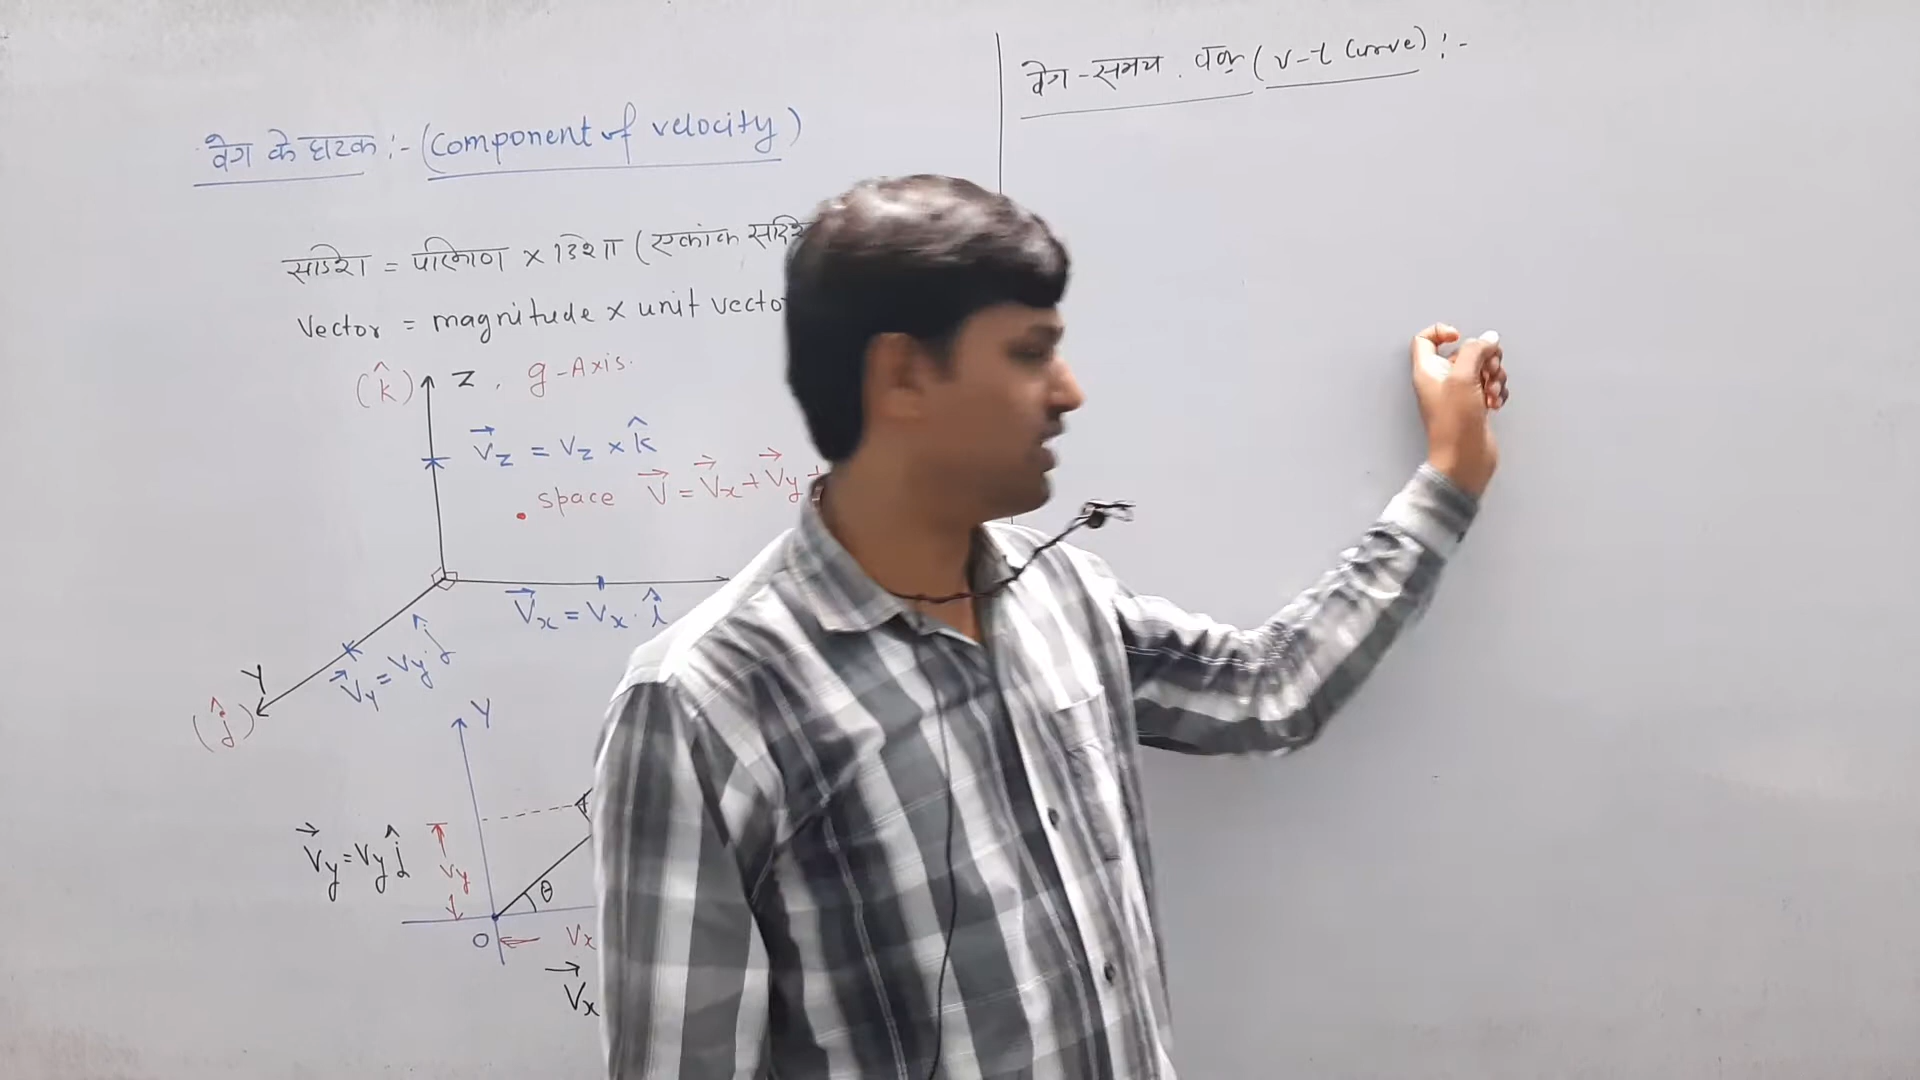 वेग के घाटक :- (Component of velocity)
सदिश = परिमाण × दिशा (एकांक सदिश
Vector = magnitude × unit vecto
(k̂) Z . g-Axis.
V⃗z = Vz × k̂
space V⃗ = V⃗x + V⃗y +
V⃗x = Vx . î
V⃗y = Vy ĵ
Y
(ĵ)
Y
V⃗y = Vy ĵ
Vy
θ
O
Vx
V⃗x
वेग - समय . वक्र ( v-t Curve) :-